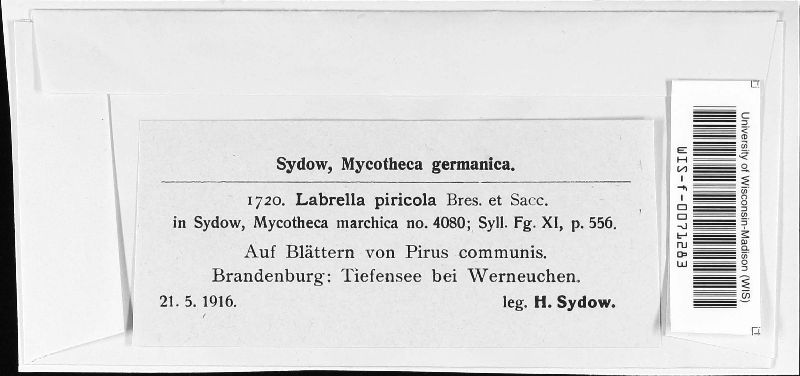 Sydow, Mycotheca germanica.
1720. Labrella piricola Bres. et Sacc.
in Sydow, Mycotheca marchica no. 4080; Syll. Fg. XI, p. 556.
Auf Blättern von Pirus communis.
Brandenburg: Tiefensee bei Werneuchen.
21. 5. 1916. leg. H. Sydow.
University of Wisconsin-Madison (WIS)
WIS-f-0071283